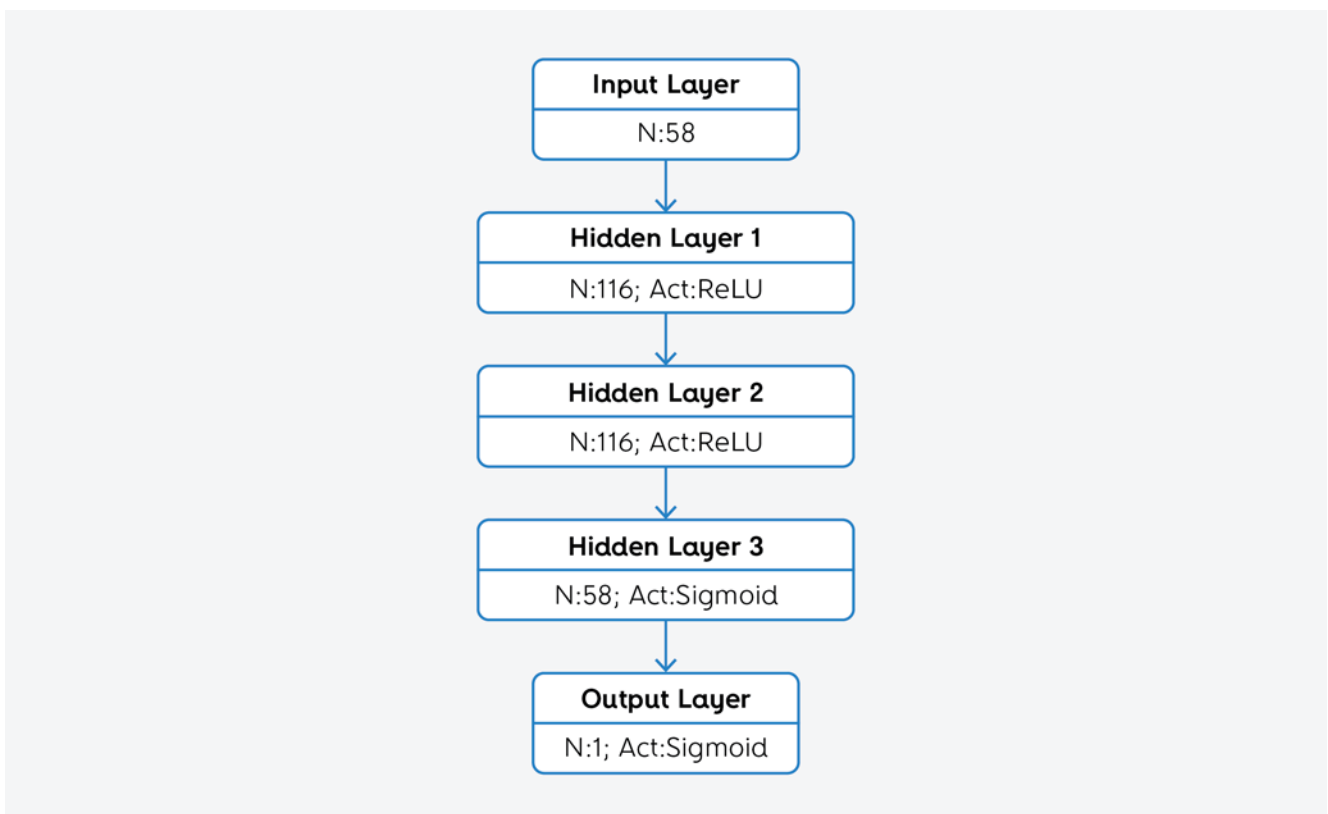 Input Layer
N:58
Hidden Layer 1
N:116; Act:ReLU
Hidden Layer 2
N:116; Act:ReLU
Hidden Layer 3
N:58; Act:Sigmoid
Output Layer
N:1; Act:Sigmoid